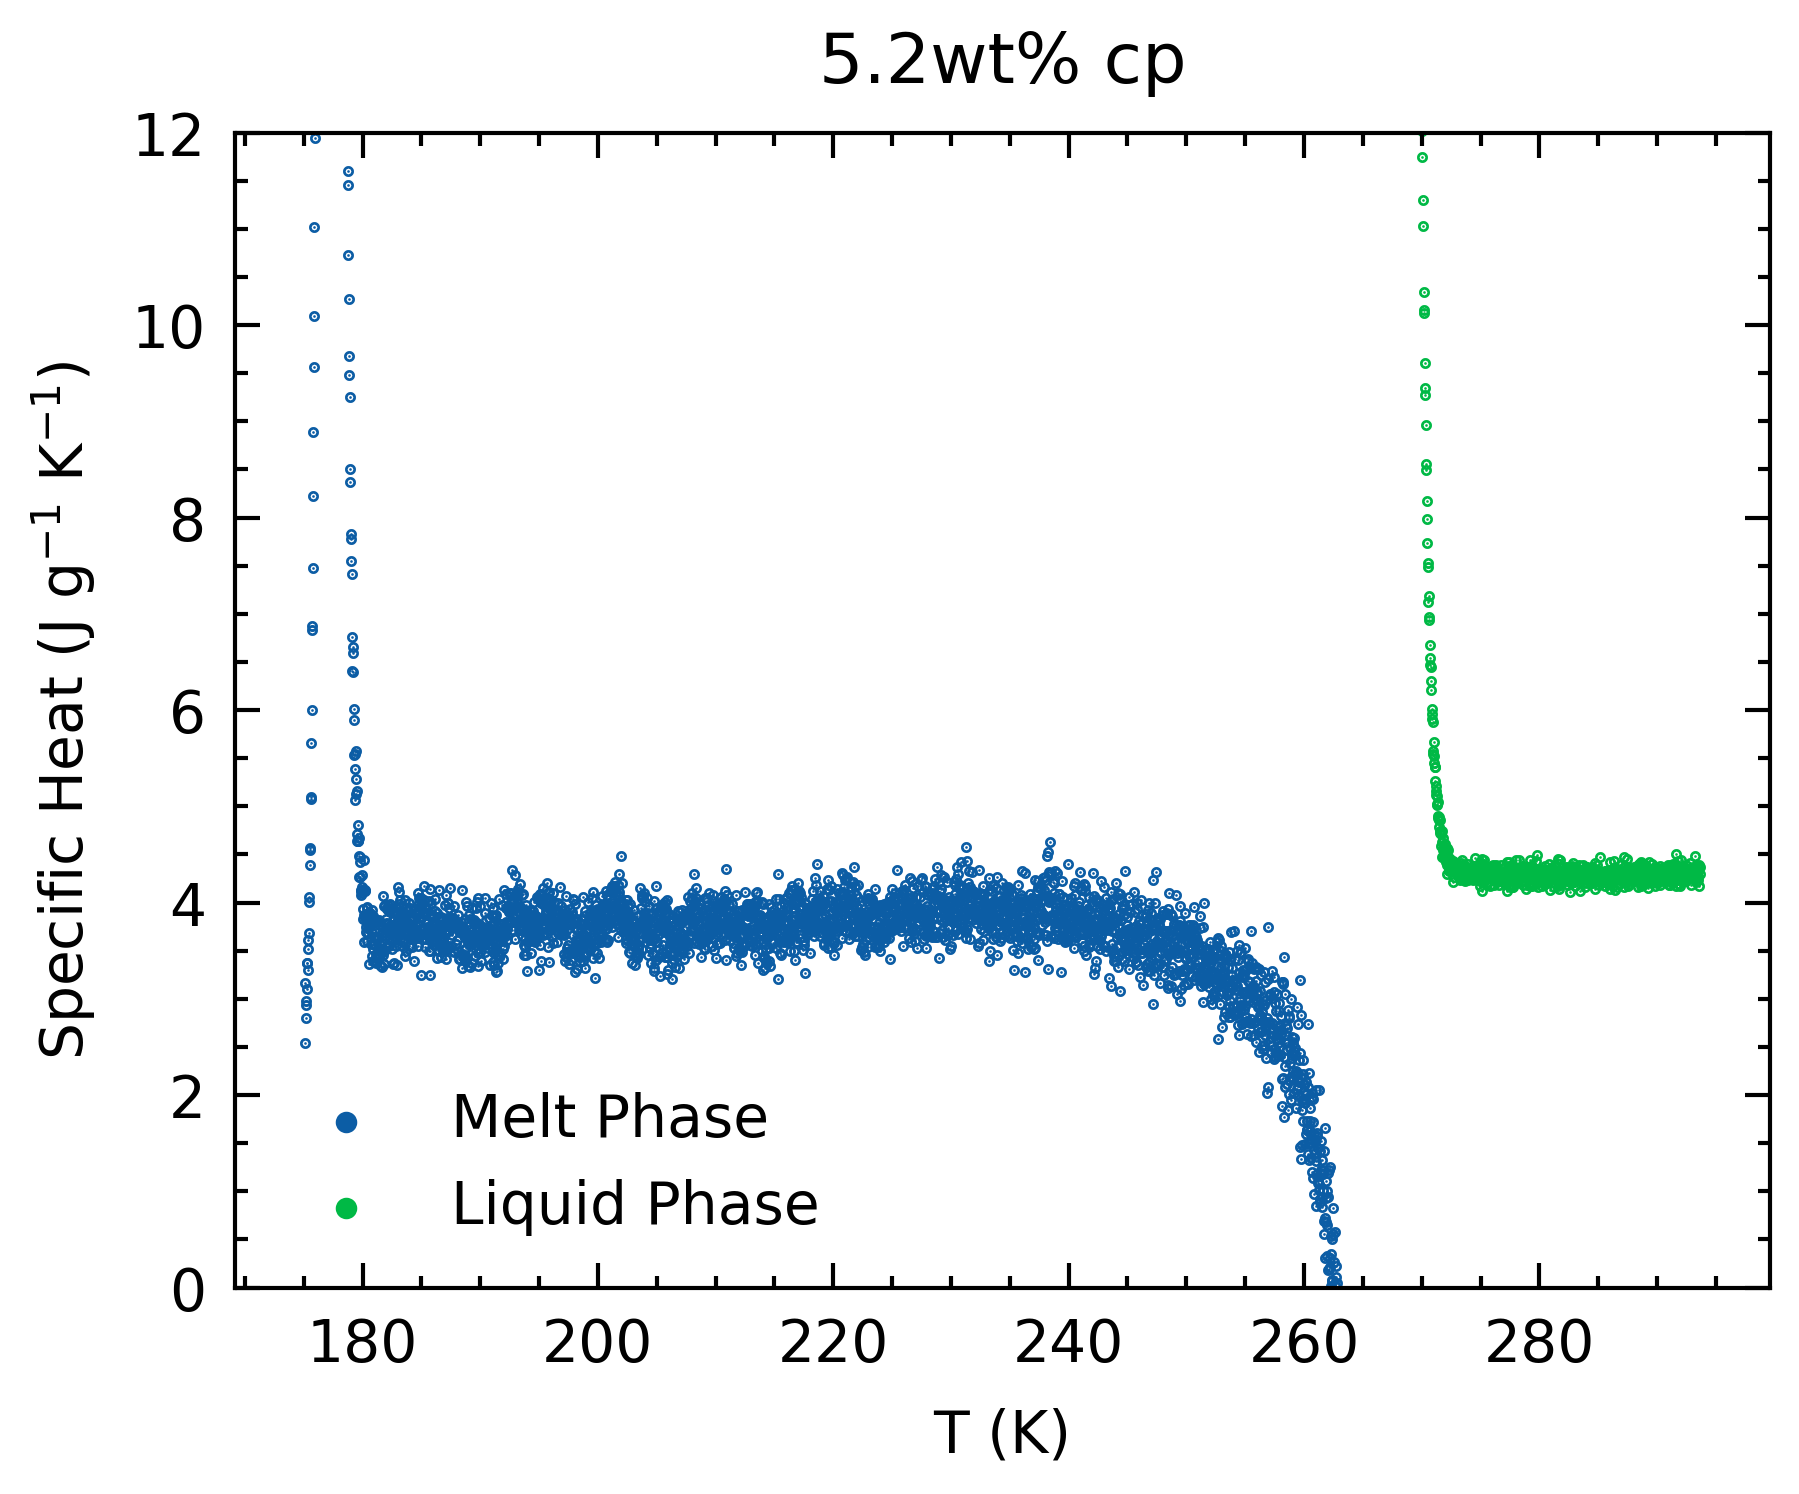 5.2wt% cp
12
10
8
6
4
2
0
Specific Heat (J g⁻¹ K⁻¹)
Melt Phase
Liquid Phase
180 200 220 240 260 280
T (K)